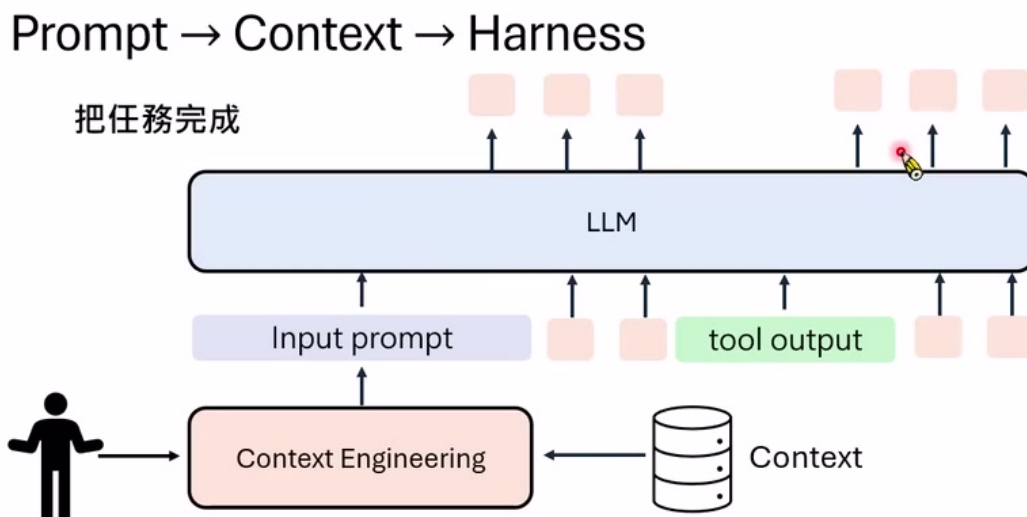 Prompt → Context → Harness
把任務完成
LLM
Input prompt
tool output
Context Engineering
Context